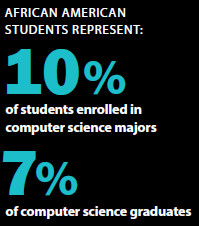 AFRICAN AMERICAN
STUDENTS REPRESENT:
10%
of students enrolled in
computer science majors
7%
of computer science graduates